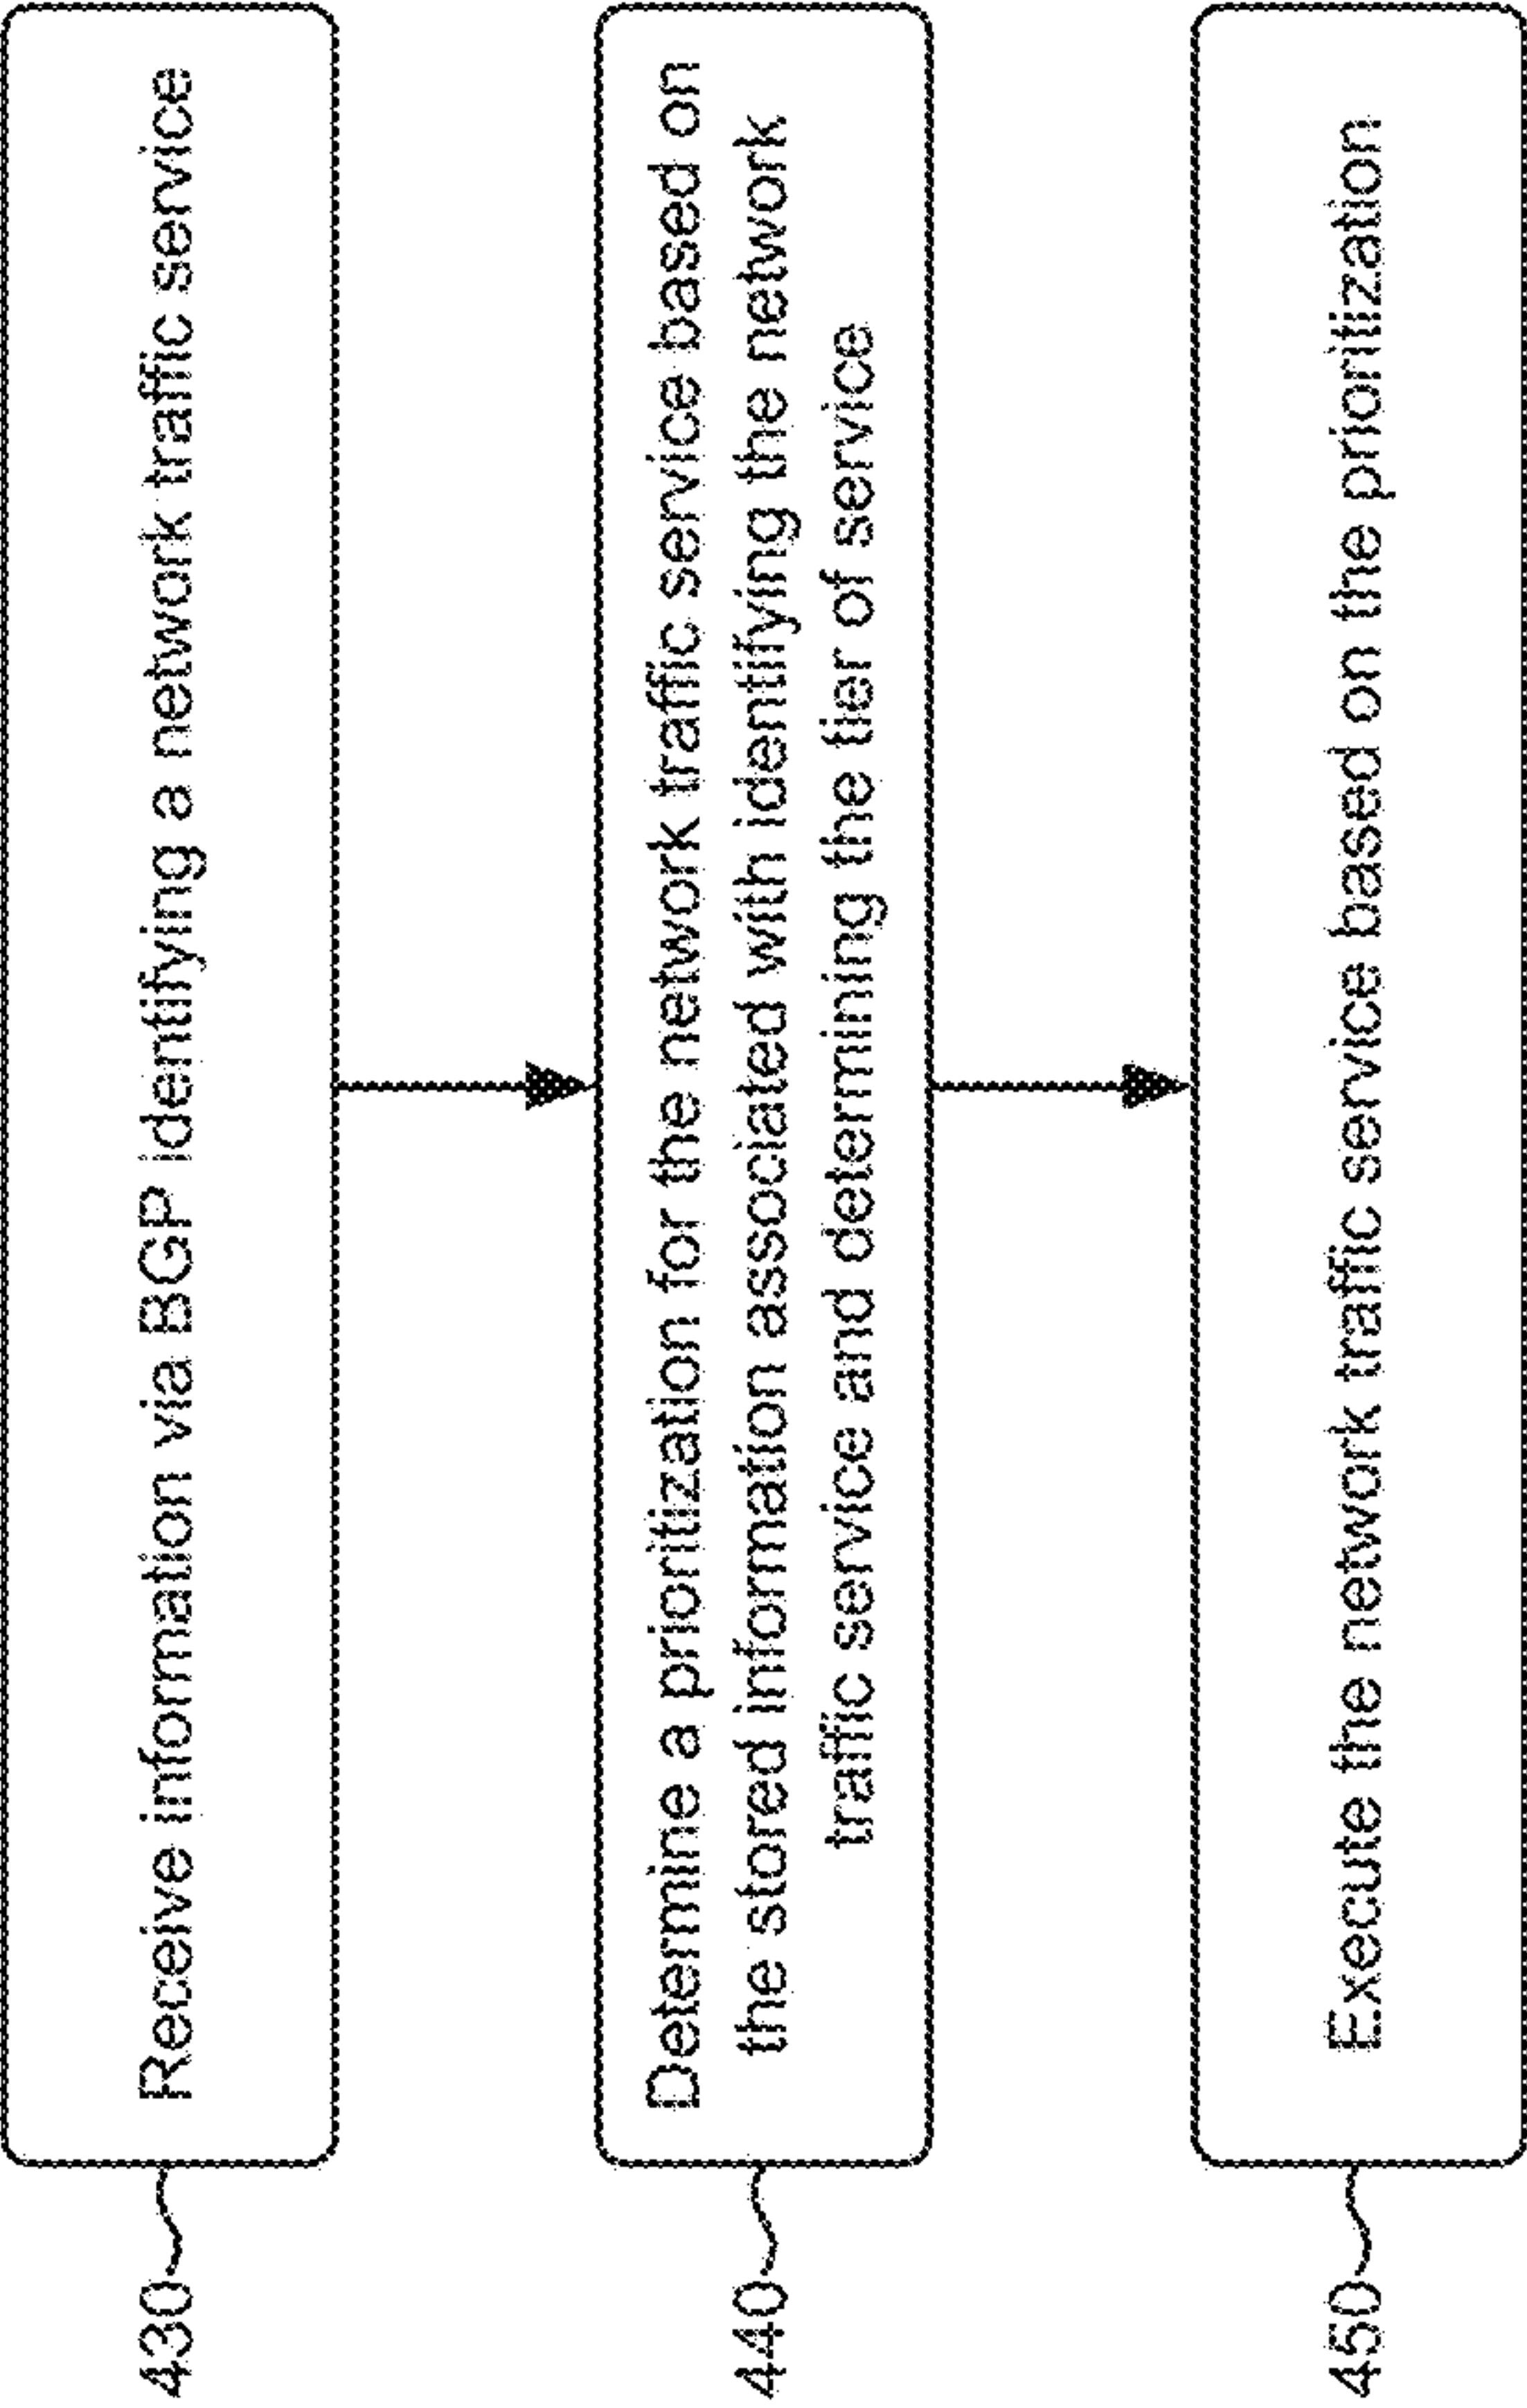 430
Receive information via BGP identifying a network traffic service
440
Determine a prioritization for the network traffic service based on
the stored information associated with identifying the network
traffic service and determining the tier of service
450
Execute the network traffic service based on the prioritization